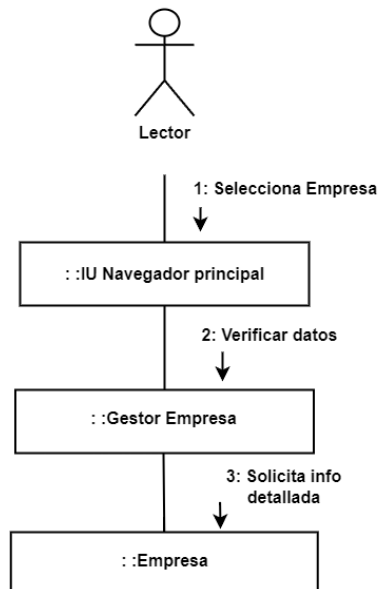 Lector
1: Selecciona Empresa
: :IU Navegador principal
2: Verificar datos
: :Gestor Empresa
3: Solicita info
detallada
: :Empresa